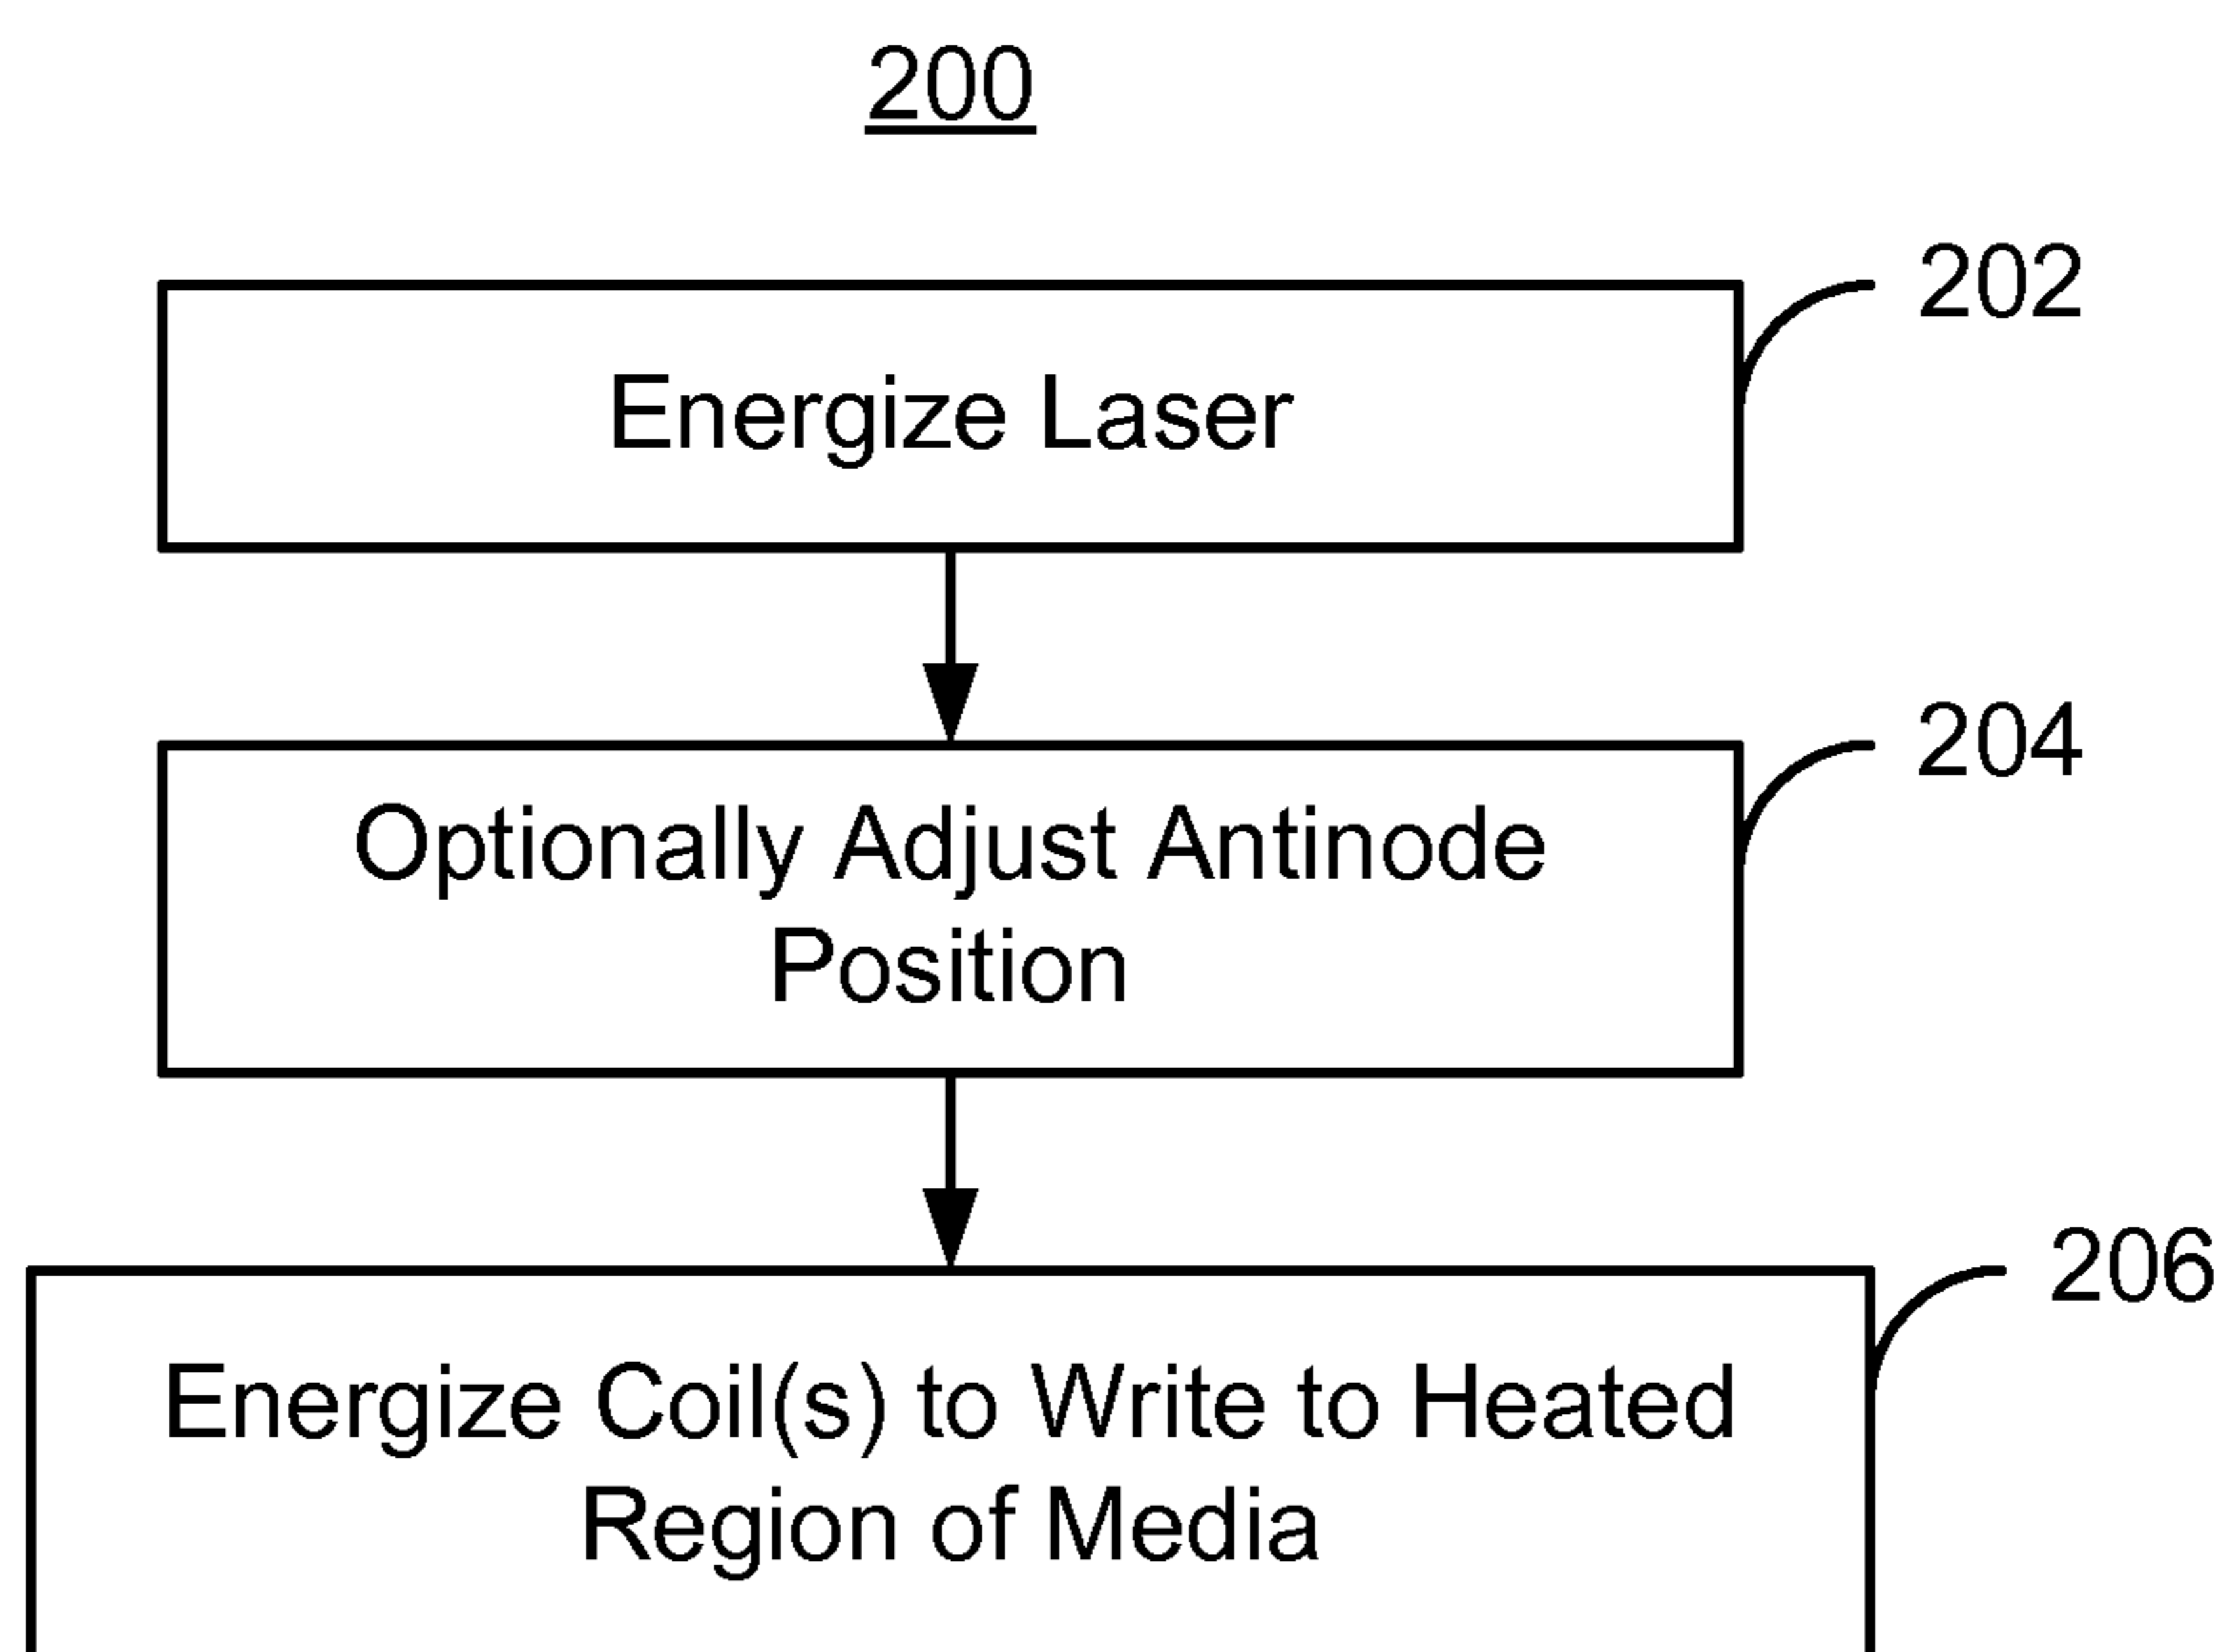 200
202
Energize Laser
204
Optionally Adjust Antinode
Position
206
Energize Coil(s) to Write to Heated
Region of Media